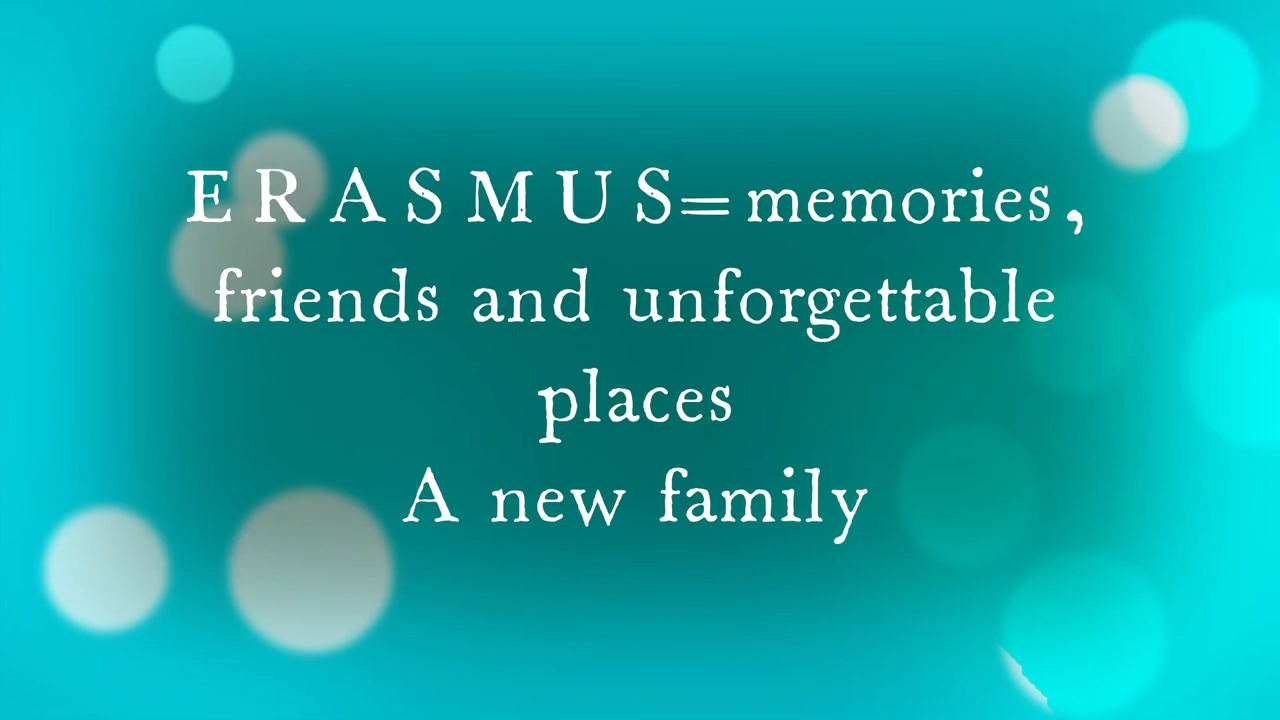 E R A S M U S=memories,
friends and unforgettable
places
A new family